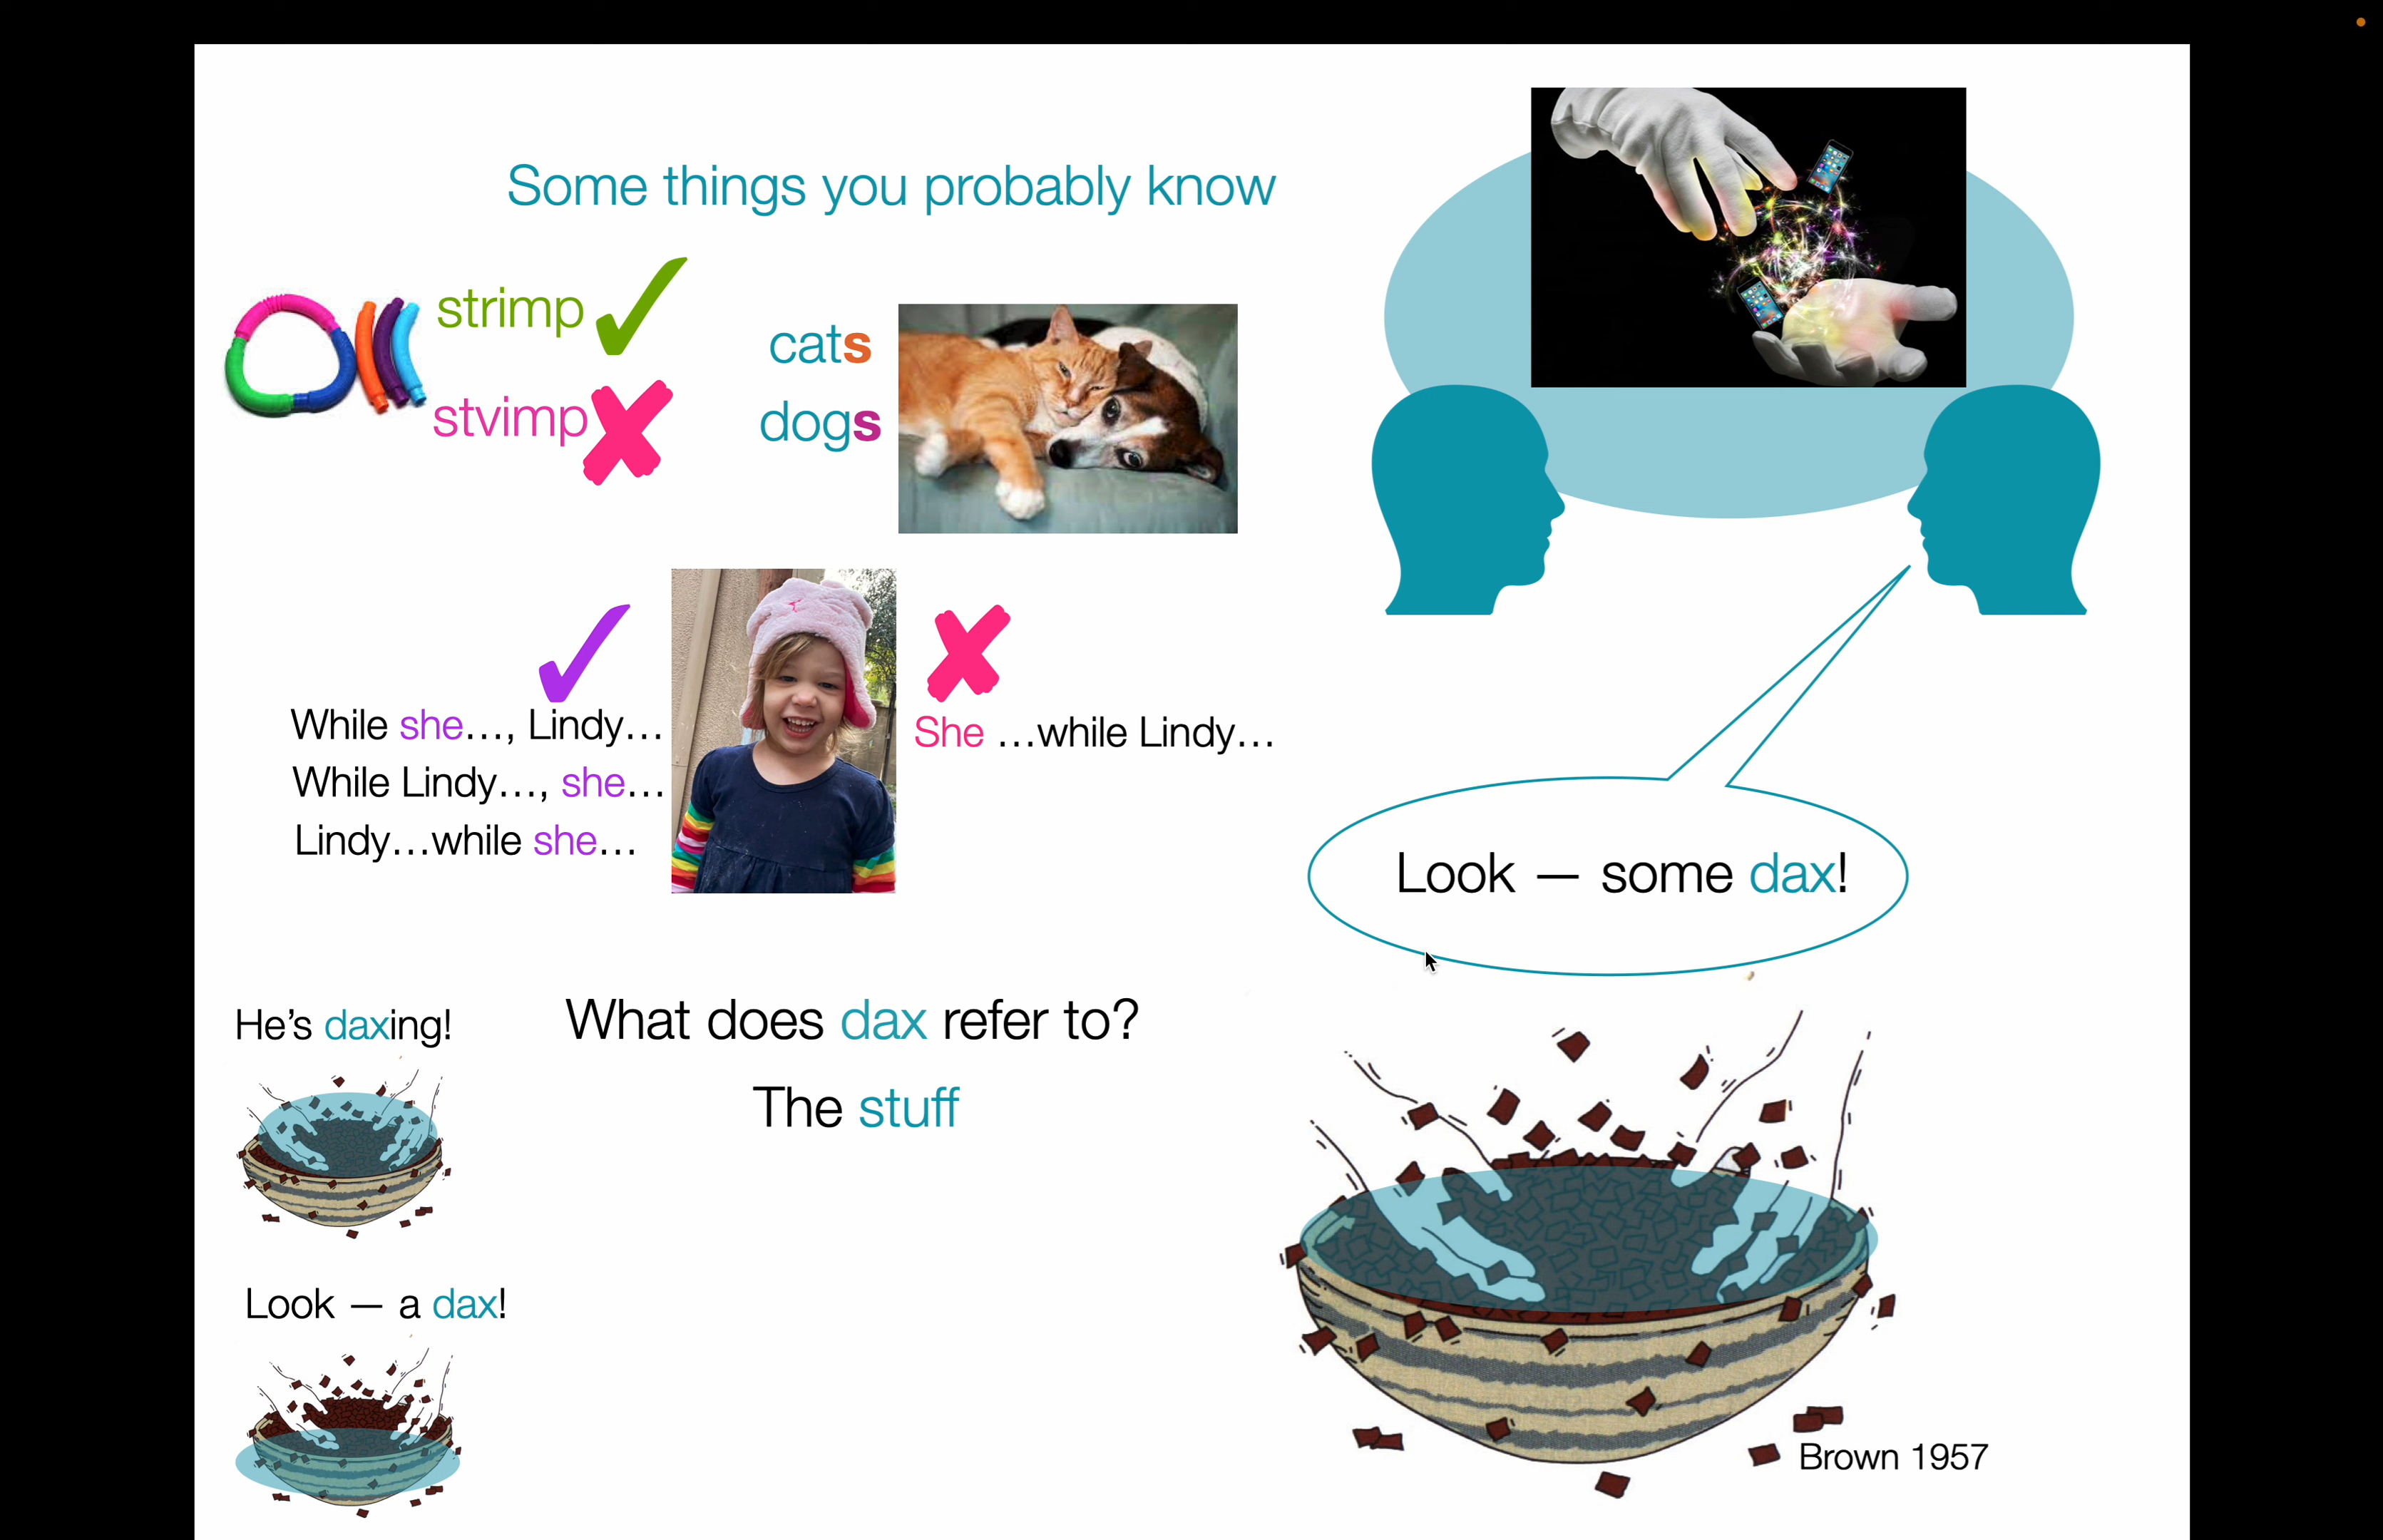 Some things you probably know
strimp
stvimp
cats
dogs
While she…, Lindy…
While Lindy…, she…
Lindy…while she…
She …while Lindy…
Look — some dax!
He's daxing!
Look — a dax!
What does dax refer to?
The stuff
Brown 1957